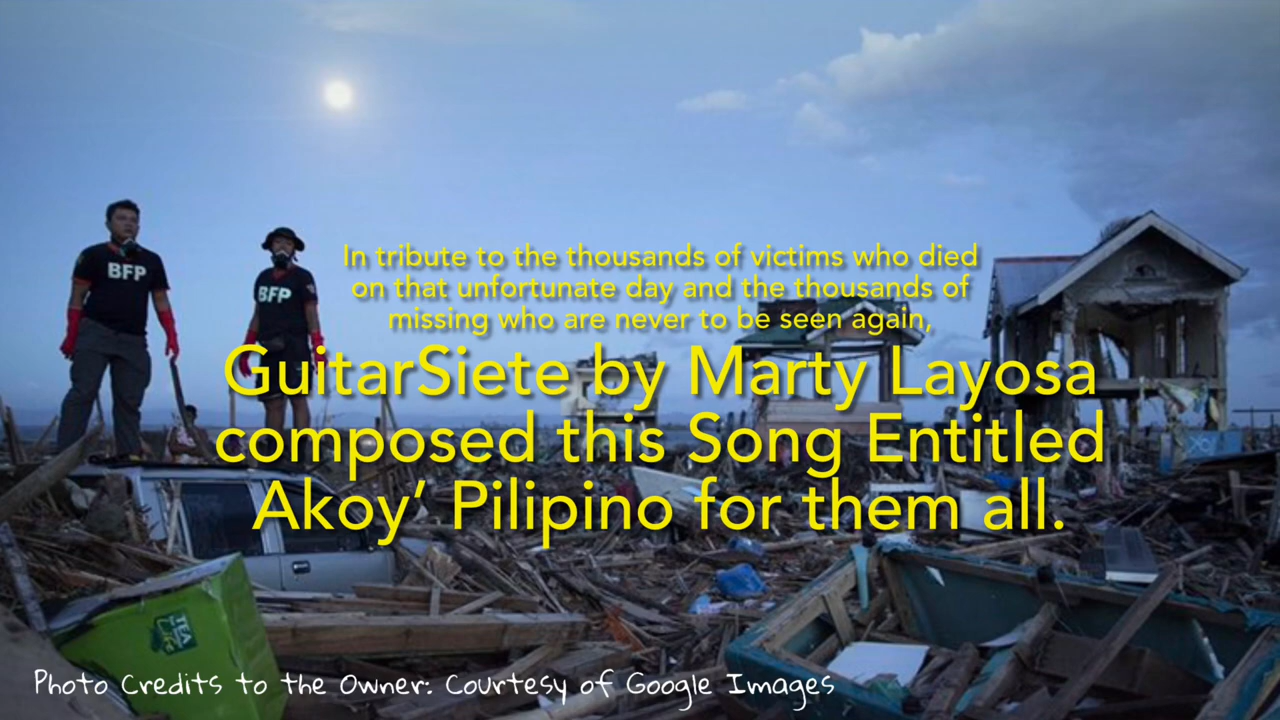 BFP
BFP
In tribute to the thousands of victims who died
on that unfortunate day and the thousands of
missing who are never to be seen again,
GuitarSiete by Marty Layosa
composed this Song Entitled
Akoy’ Pilipino for them all.
TEA
Photo Credits to the Owner: Courtesy of Google Images